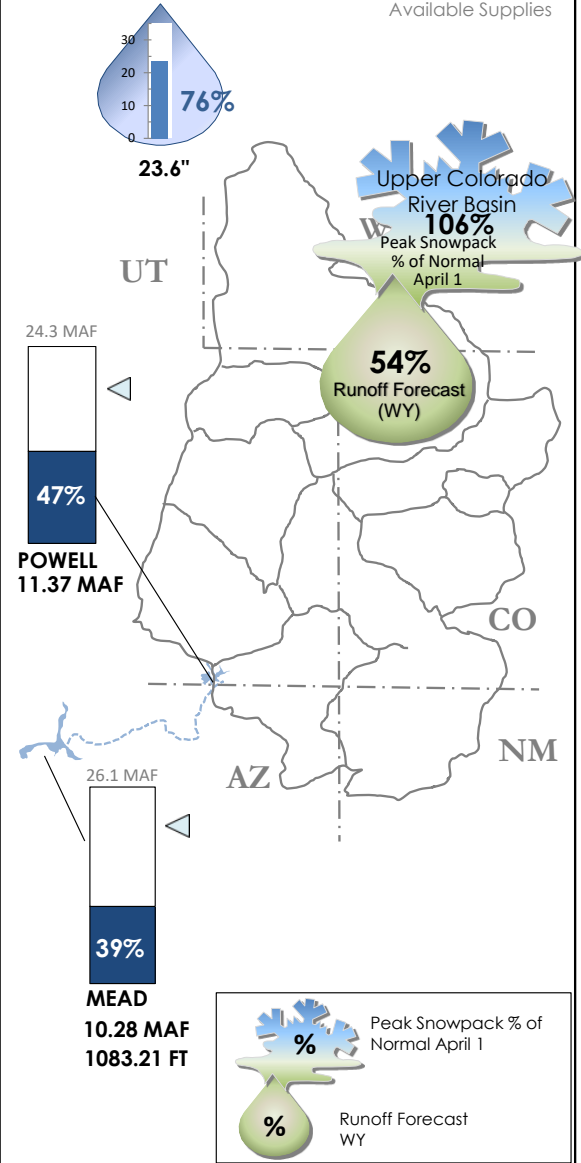 Available Supplies
30
20
10
0
76%
23.6"
Upper Colorado
River Basin
W
106%
Peak Snowpack
% of Normal
April 1
UT
24.3 MAF
54%
Runoff Forecast
(WY)
47%
POWELL
11.37 MAF
CO
NM
AZ
26.1 MAF
39%
MEAD
10.28 MAF
1083.21 FT
%
Peak Snowpack % of
Normal April 1
%
Runoff Forecast
WY